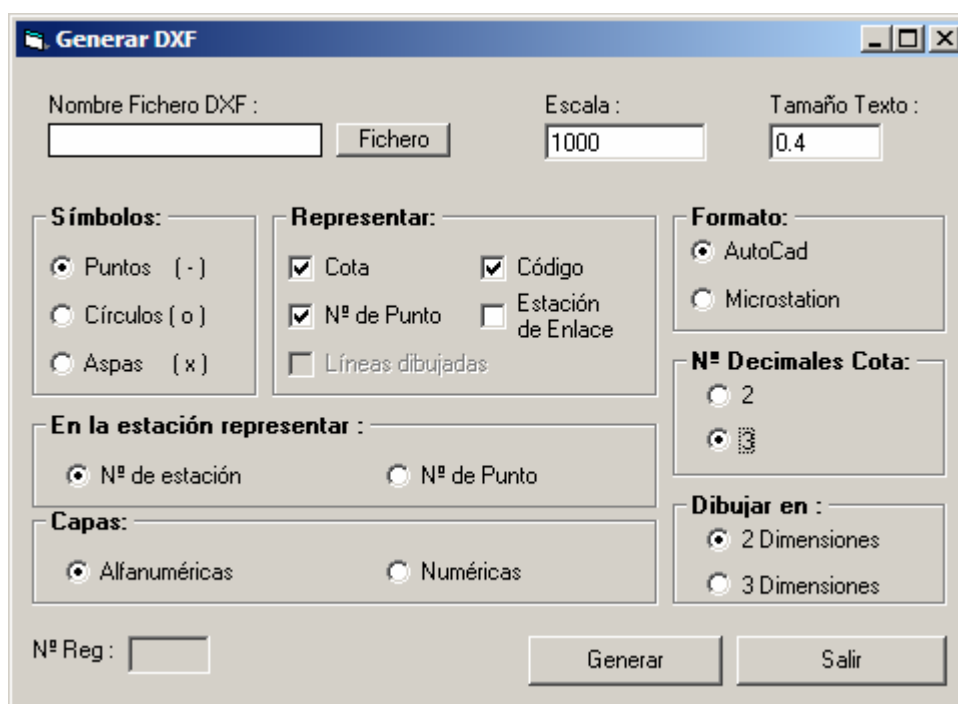 Generar DXF
Nombre Fichero DXF :
Fichero
Escala :
1000
Tamaño Texto :
0.4
Símbolos:
Puntos ( - )
Círculos ( o )
Aspas ( x )
Representar:
Cota
Código
Nº de Punto
Estación
de Enlace
Líneas dibujadas
Formato:
AutoCad
Microstation
Nº Decimales Cota:
2
3
En la estación representar :
Nº de estación
Nº de Punto
Capas:
Alfanuméricas
Numéricas
Dibujar en :
2 Dimensiones
3 Dimensiones
Nº Reg :
Generar
Salir